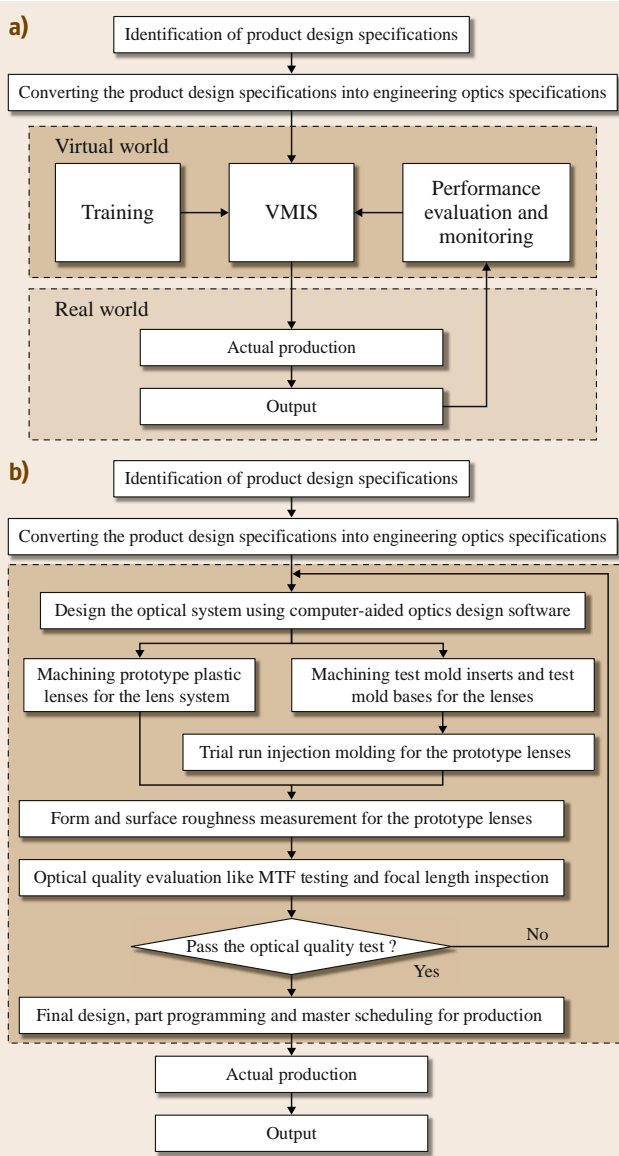 a)
Identification of product design specifications
Converting the product design specifications into engineering optics specifications
Virtual world
Training
VMIS
Performance
evaluation and
monitoring
Real world
Actual production
Output
b)
Identification of product design specifications
Converting the product design specifications into engineering optics specifications
Design the optical system using computer-aided optics design software
Machining prototype plastic
lenses for the lens system
Machining test mold inserts and test
mold bases for the lenses
Trial run injection molding for the prototype lenses
Form and surface roughness measurement for the prototype lenses
Optical quality evaluation like MTF testing and focal length inspection
Pass the optical quality test ?
No
Yes
Final design, part programming and master scheduling for production
Actual production
Output